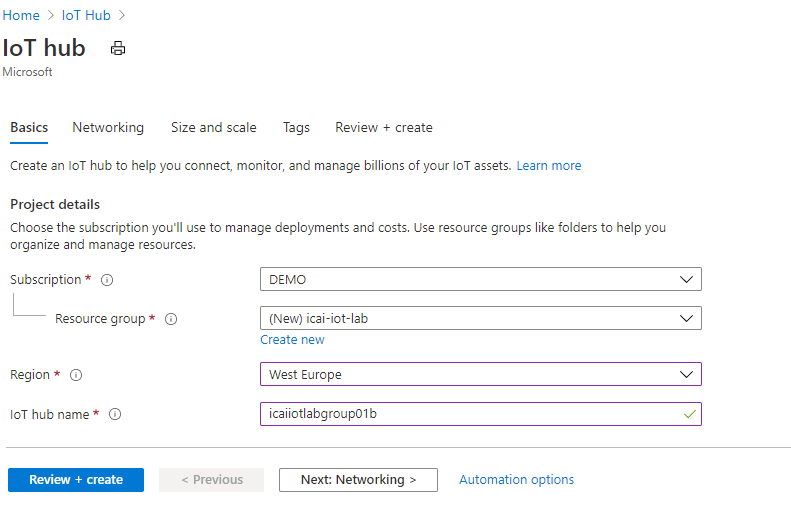 Home > IoT Hub >
IoT hub
Microsoft
Basics Networking Size and scale Tags Review + create
Create an IoT hub to help you connect, monitor, and manage billions of your IoT assets. Learn more
Project details
Choose the subscription you'll use to manage deployments and costs. Use resource groups like folders to help you
organize and manage resources.
Subscription * DEMO
Resource group * (New) icai-iot-lab
Create new
Region * West Europe
IoT hub name * icaiiotlabgroup01b
Review + create < Previous Next: Networking > Automation options